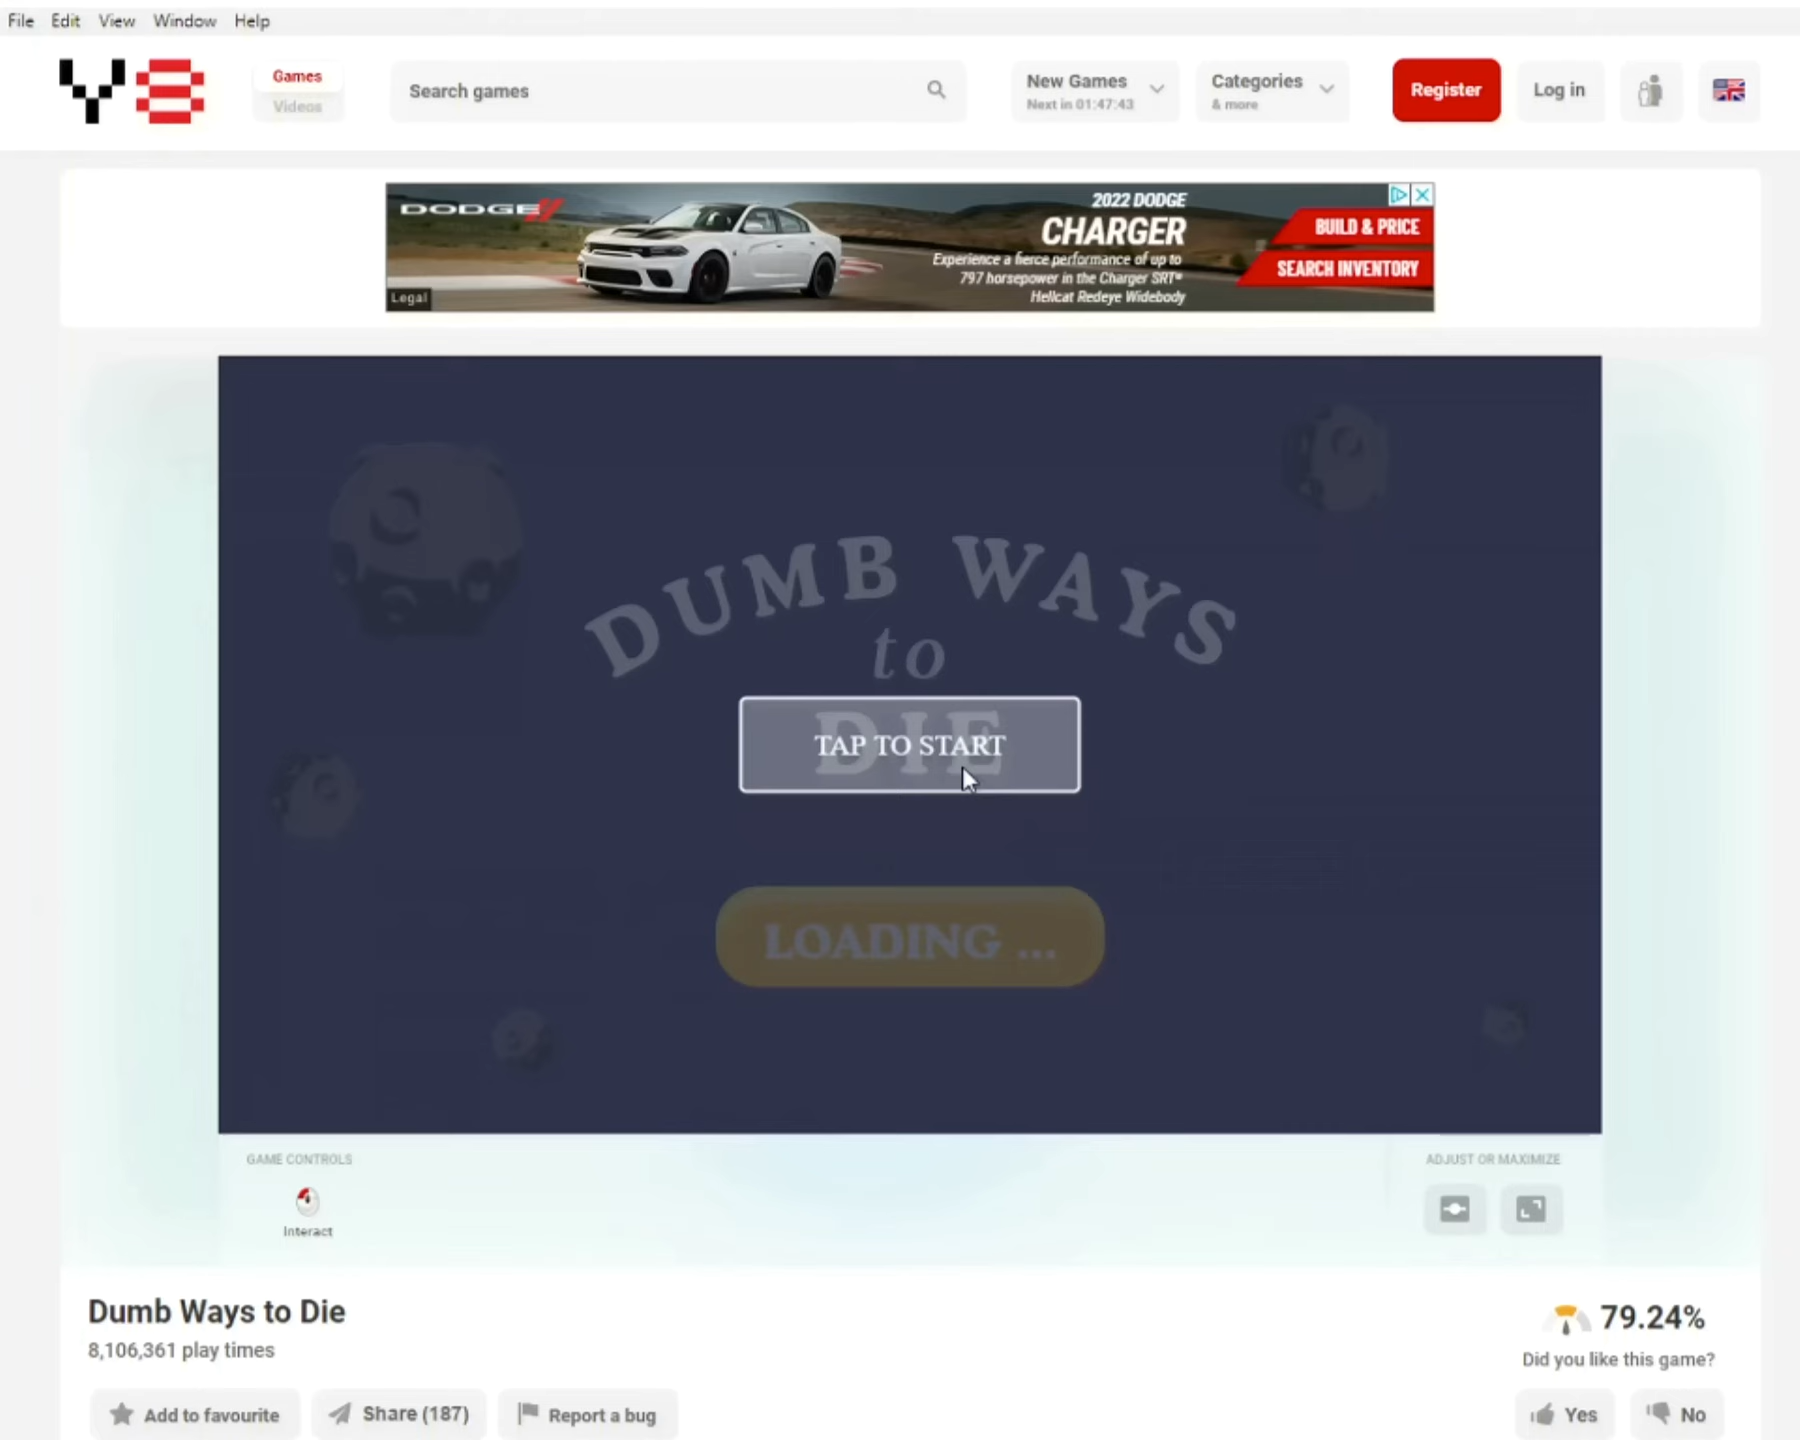 File Edit View Window Help
Y8
Games
Videos
Search games
New Games
Next in 01:47:43
Categories
& more
Register
Log in
DODGE
2022 DODGE
CHARGER
Experience a fierce performance of up to
797 horsepower in the Charger SRT®
Hellcat Redeye Widebody
BUILD & PRICE
SEARCH INVENTORY
Legal
DUMB WAYS
to
DIE
TAP TO START
LOADING ...
GAME CONTROLS
Interact
ADJUST OR MAXIMIZE
Dumb Ways to Die
8,106,361 play times
79.24%
Did you like this game?
Add to favourite
Share (187)
Report a bug
Yes
No